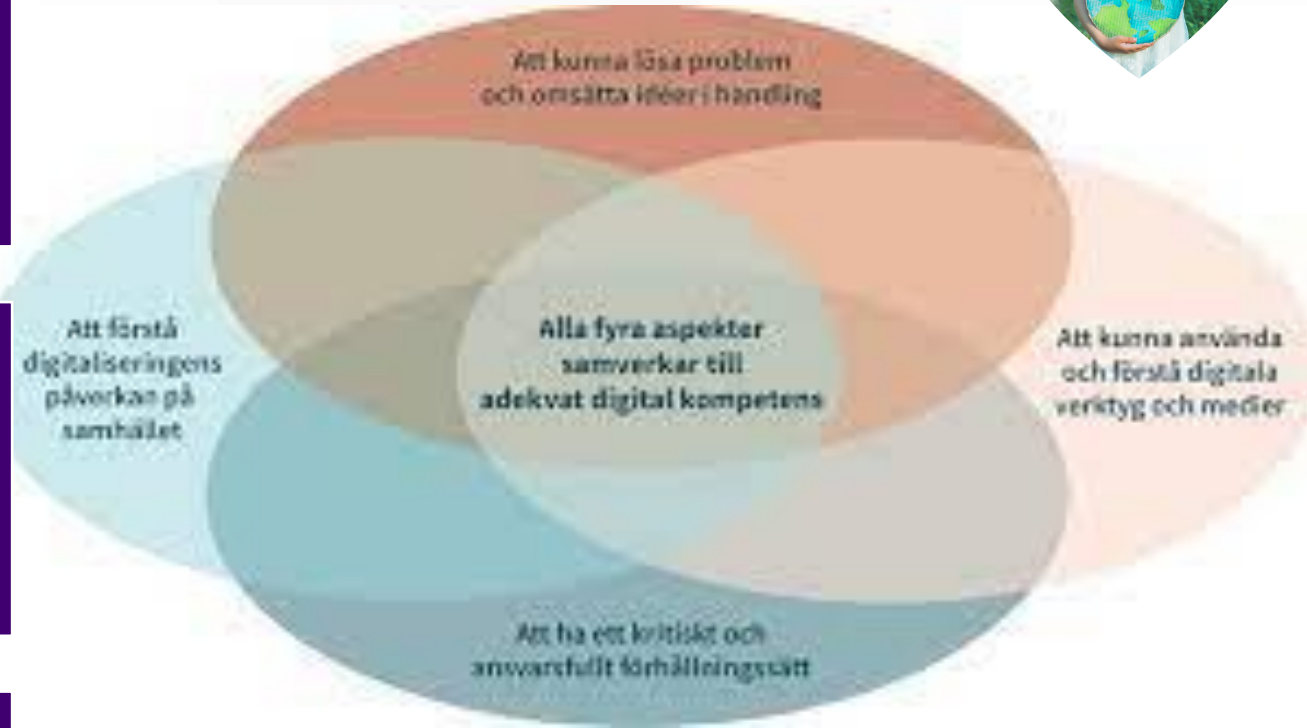 Att kunna lösa problem
och omsätta idéer i handling
Att förstå
digitaliseringens
påverkan på
samhället
Alla fyra aspekter
samverkar till
adekvat digital kompetens
Att kunna använda
och förstå digitala
verktyg och medier
Att ha ett kritiskt och
ansvarsfullt förhållningssätt